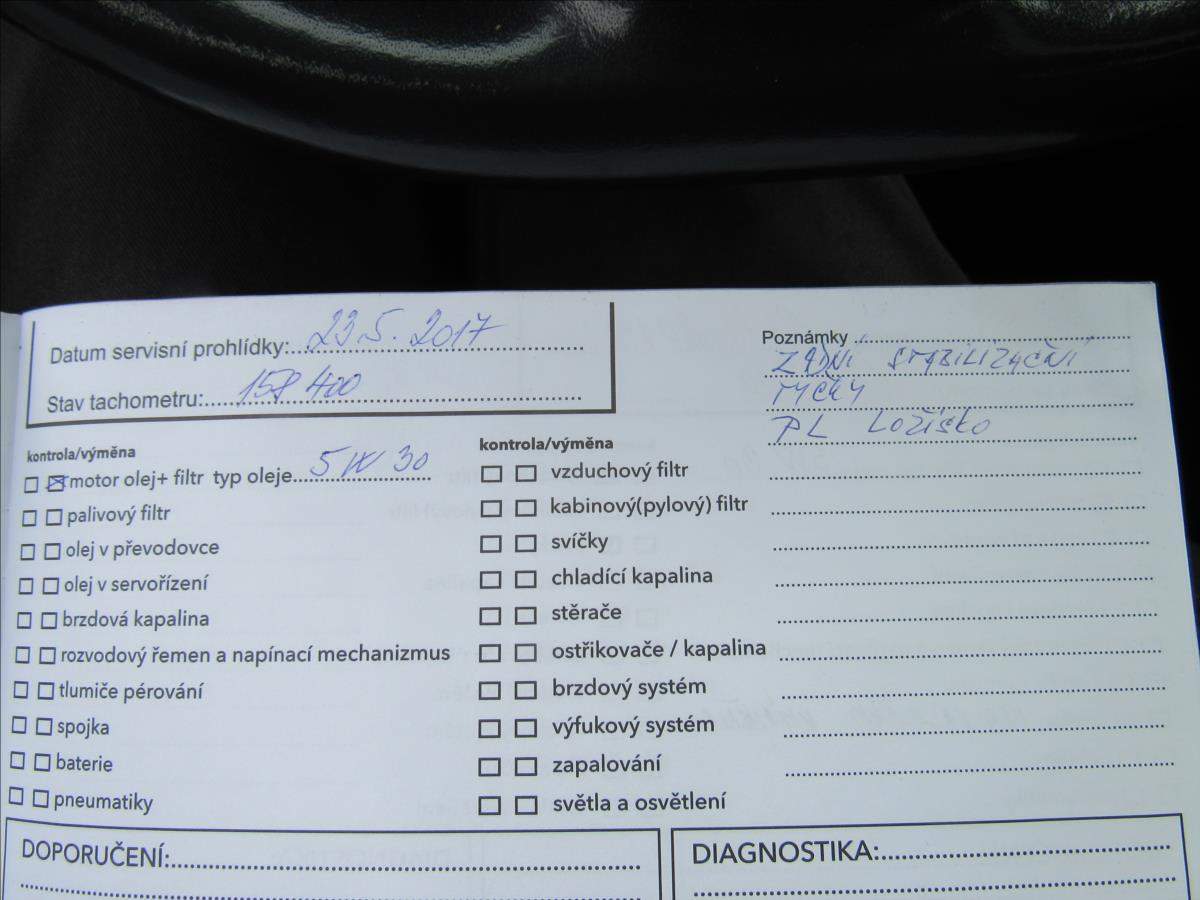 Datum servisní prohlídky: 23.5.2017
Stav tachometru: 158 400
Poznámky
ZADNÍ STABILIZAČNÍ
TYČKY
PL LOŽISKO
kontrola/výměna
motor olej+ filtr typ oleje 5W30
palivový filtr
olej v převodovce
olej v servořízení
brzdová kapalina
rozvodový řemen a napínací mechanizmus
tlumiče pérování
spojka
baterie
pneumatiky
kontrola/výměna
vzduchový filtr
kabinový(pylový) filtr
svíčky
chladící kapalina
stěrače
ostřikovače / kapalina
brzdový systém
výfukový systém
zapalování
světla a osvětlení
DOPORUČENÍ:
DIAGNOSTIKA: